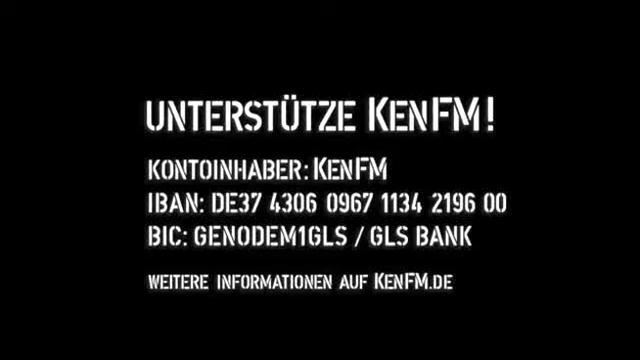 UNTERSTÜTZE KENFM!
KONTOINHABER: KENFM
IBAN: DE37 4306 0967 1134 2196 00
BIC: GENODEM1GLS / GLS BANK
WEITERE INFORMATIONEN AUF KENFM.DE